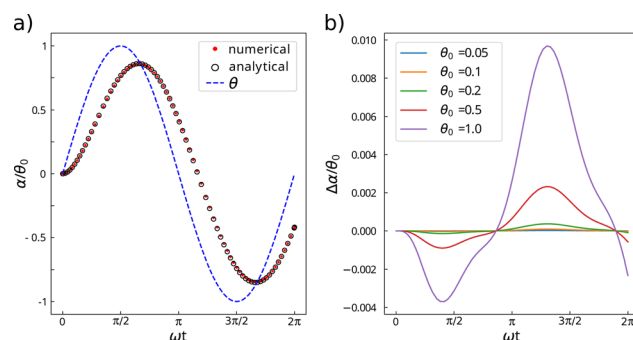 a)
α/θ₀
1
0.5
0
-0.5
-1
numerical
analytical
θ
0
π/2
π
3π/2
2π
ωt
b)
Δα/θ₀
0.010
0.008
0.006
0.004
0.002
0.000
−0.002
−0.004
θ₀ =0.05
θ₀ =0.1
θ₀ =0.2
θ₀ =0.5
θ₀ =1.0
0
π/2
π
3π/2
2π
ωt